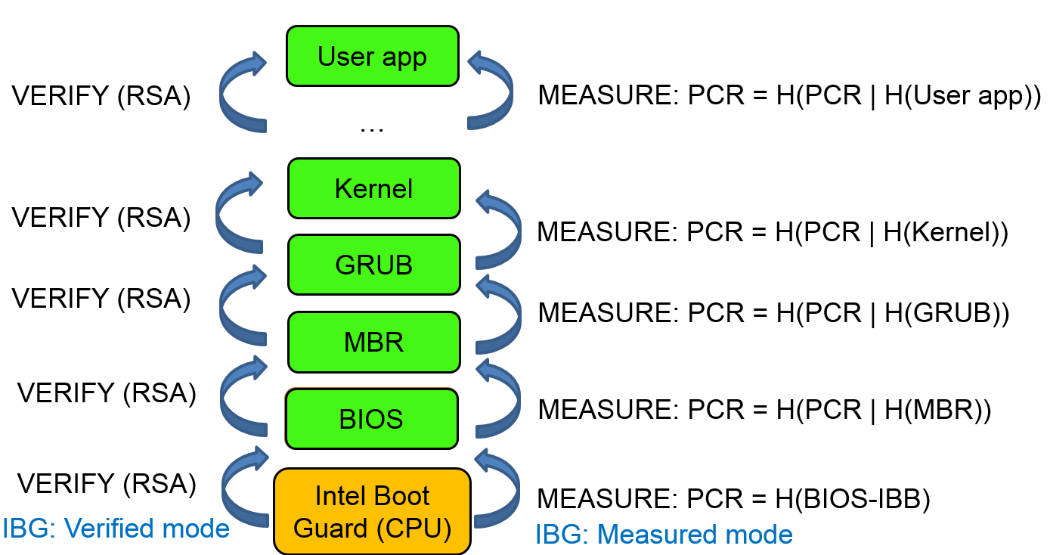 User app
VERIFY (RSA)
MEASURE: PCR = H(PCR | H(User app))
...
Kernel
VERIFY (RSA)
MEASURE: PCR = H(PCR | H(Kernel))
GRUB
VERIFY (RSA)
MEASURE: PCR = H(PCR | H(GRUB))
MBR
VERIFY (RSA)
MEASURE: PCR = H(PCR | H(MBR))
BIOS
VERIFY (RSA)
MEASURE: PCR = H(BIOS-IBB)
Intel Boot
Guard (CPU)
IBG: Verified mode
IBG: Measured mode